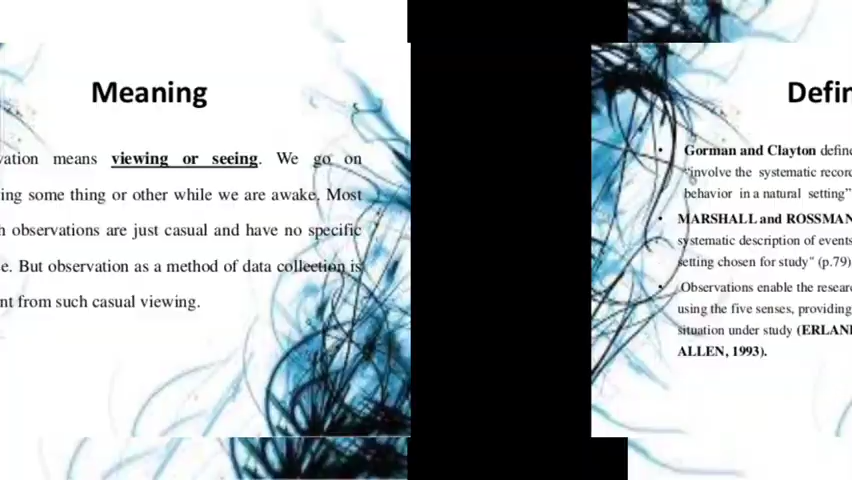 Meaning
vation means viewing or seeing. We go on
ing some thing or other while we are awake. Most
h observations are just casual and have no specific
e. But observation as a method of data collection is
nt from such casual viewing.
Defin
• Gorman and Clayton define
“involve the systematic record
behavior in a natural setting”
• MARSHALL and ROSSMAN
systematic description of events
setting chosen for study" (p.79)
• Observations enable the resear
using the five senses, providing
situation under study (ERLAN
ALLEN, 1993).